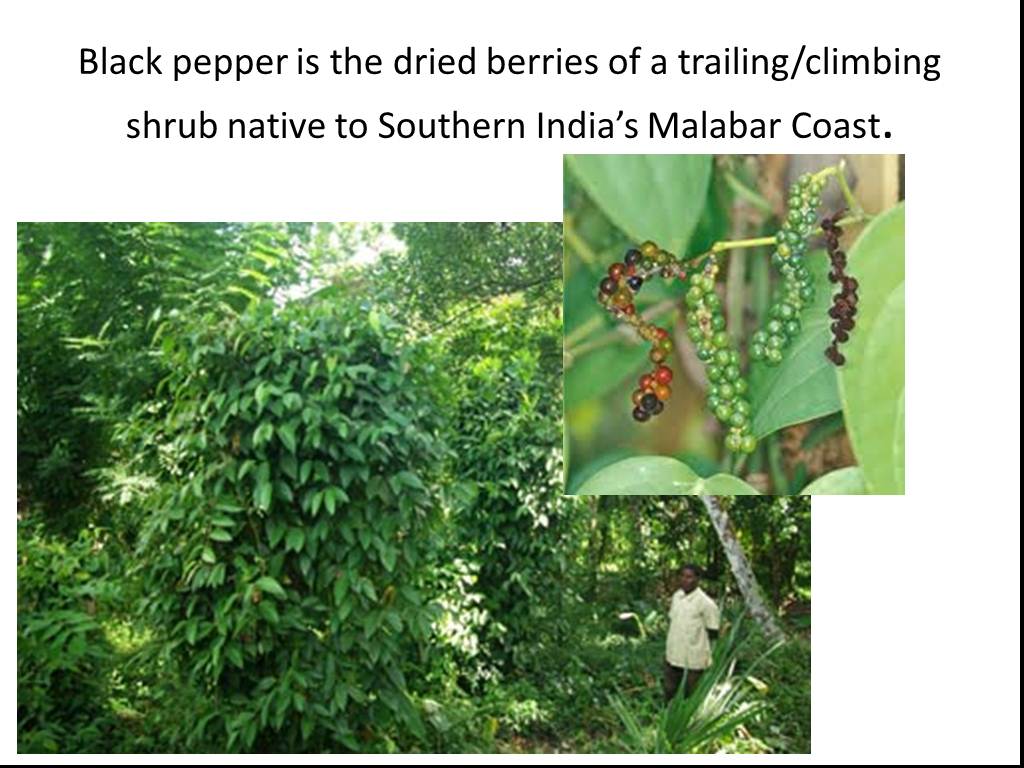 Black pepper is the dried berries of a trailing/climbing
shrub native to Southern India’s Malabar Coast.